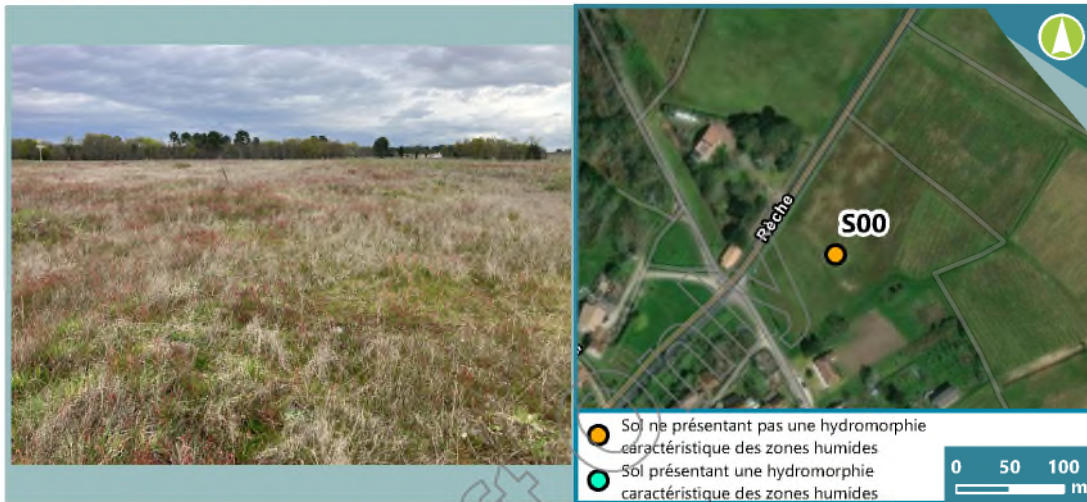 S00
Rèche
Sol ne présentant pas une hydromorphie
caractéristique des zones humides
Sol présentant une hydromorphie
caractéristique des zones humides
0 50 100
m